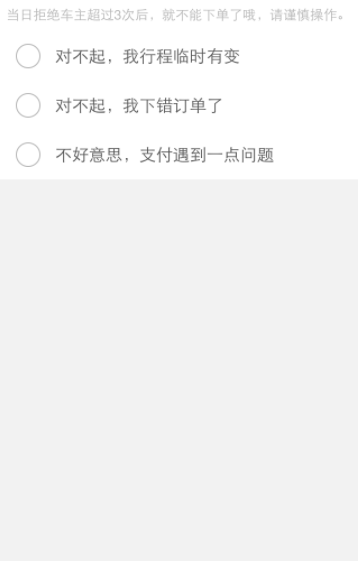 当日拒绝车主超过3次后，就不能下单了哦，请谨慎操作。
对不起，我行程临时有变
对不起，我下错订单了
不好意思，支付遇到一点问题